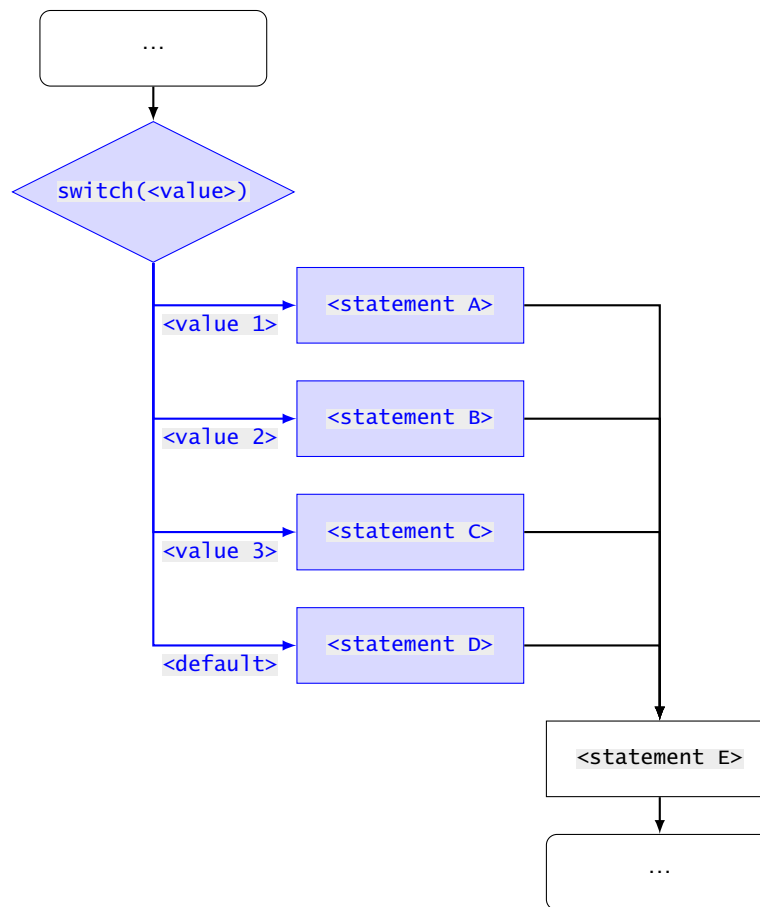 ...
switch(<value>)
<statement A>
<value 1>
<statement B>
<value 2>
<statement C>
<value 3>
<statement D>
<default>
<statement E>
...